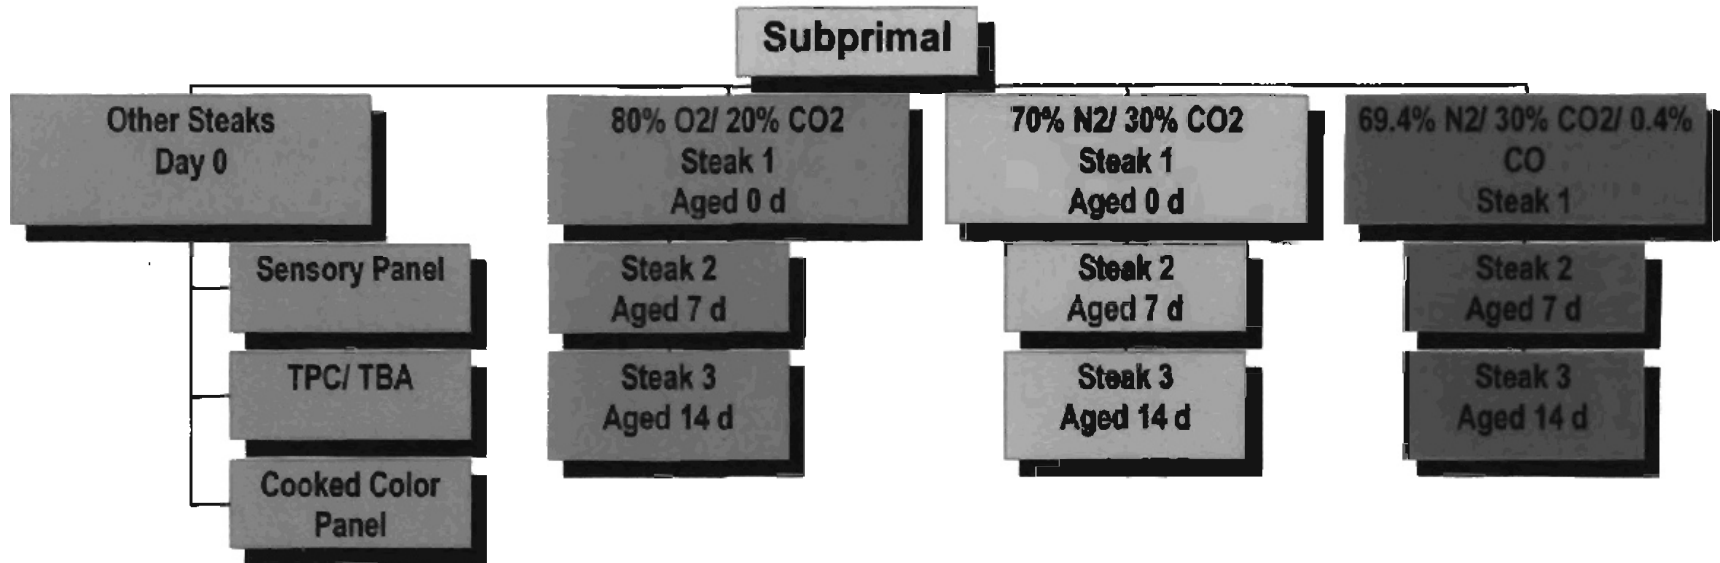 Subprimal
Other Steaks
Day 0
Sensory Panel
TPC/ TBA
Cooked Color
Panel
80% O2/ 20% CO2
Steak 1
Aged 0 d
Steak 2
Aged 7 d
Steak 3
Aged 14 d
70% N2/ 30% CO2
Steak 1
Aged 0 d
Steak 2
Aged 7 d
Steak 3
Aged 14 d
69.4% N2/ 30% CO2/ 0.4%
CO
Steak 1
Steak 2
Aged 7 d
Steak 3
Aged 14 d